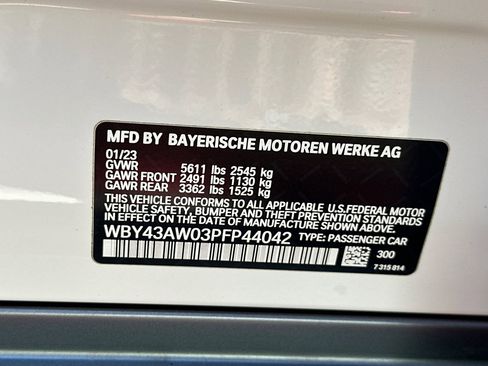 MFD BY BAYERISCHE MOTOREN WERKE AG
01/23
GVWR 5611 lbs 2545 kg
GAWR FRONT 2491 lbs 1130 kg
GAWR REAR 3362 lbs 1525 kg
THIS VEHICLE CONFORMS TO ALL APPLICABLE U.S.FEDERAL MOTOR
VEHICLE SAFETY, BUMPER, AND THEFT PREVENTION STANDARDS
IN EFFECT ON THE DATE OF MANUFACTURE SHOWN ABOVE.
WBY43AW03PFP44042 TYPE: PASSENGER CAR
300
7 315 814